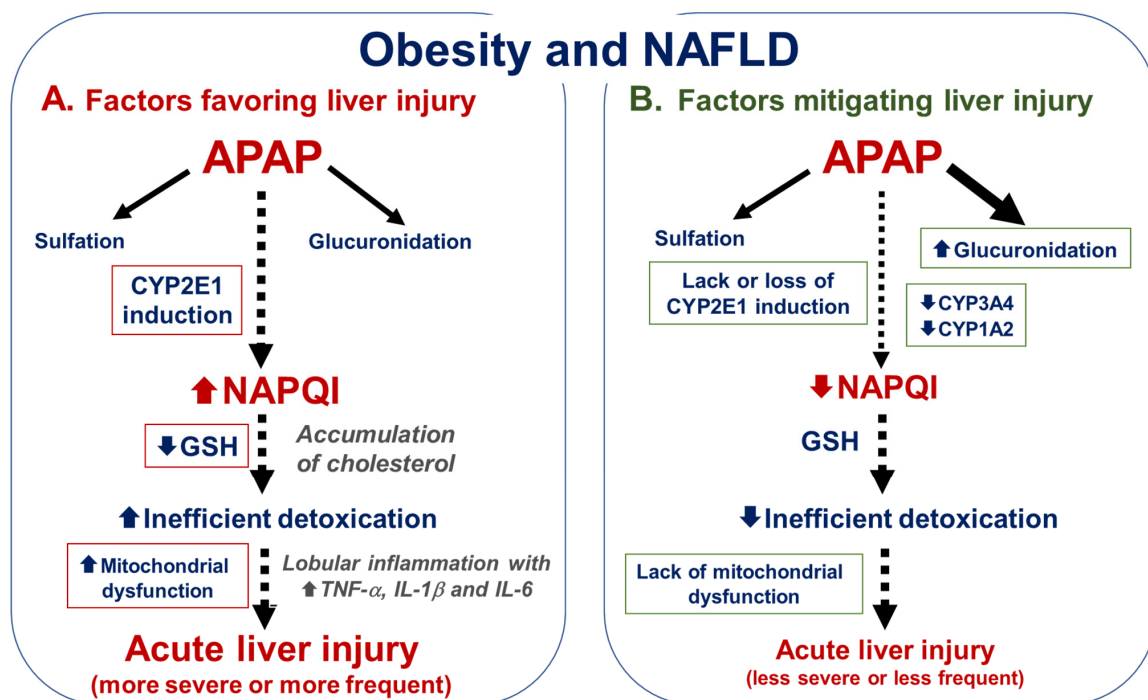 Obesity and NAFLD
A. Factors favoring liver injury
APAP
Sulfation
Glucuronidation
CYP2E1
induction
⬆NAPQI
⬇GSH
Accumulation
of cholesterol
⬆Inefficient detoxication
⬆Mitochondrial
dysfunction
Lobular inflammation with
⬆TNF-α, IL-1β and IL-6
Acute liver injury
(more severe or more frequent)
B. Factors mitigating liver injury
APAP
Sulfation
⬆Glucuronidation
Lack or loss of
CYP2E1 induction
⬇CYP3A4
⬇CYP1A2
⬇NAPQI
GSH
⬇Inefficient detoxication
Lack of mitochondrial
dysfunction
Acute liver injury
(less severe or less frequent)